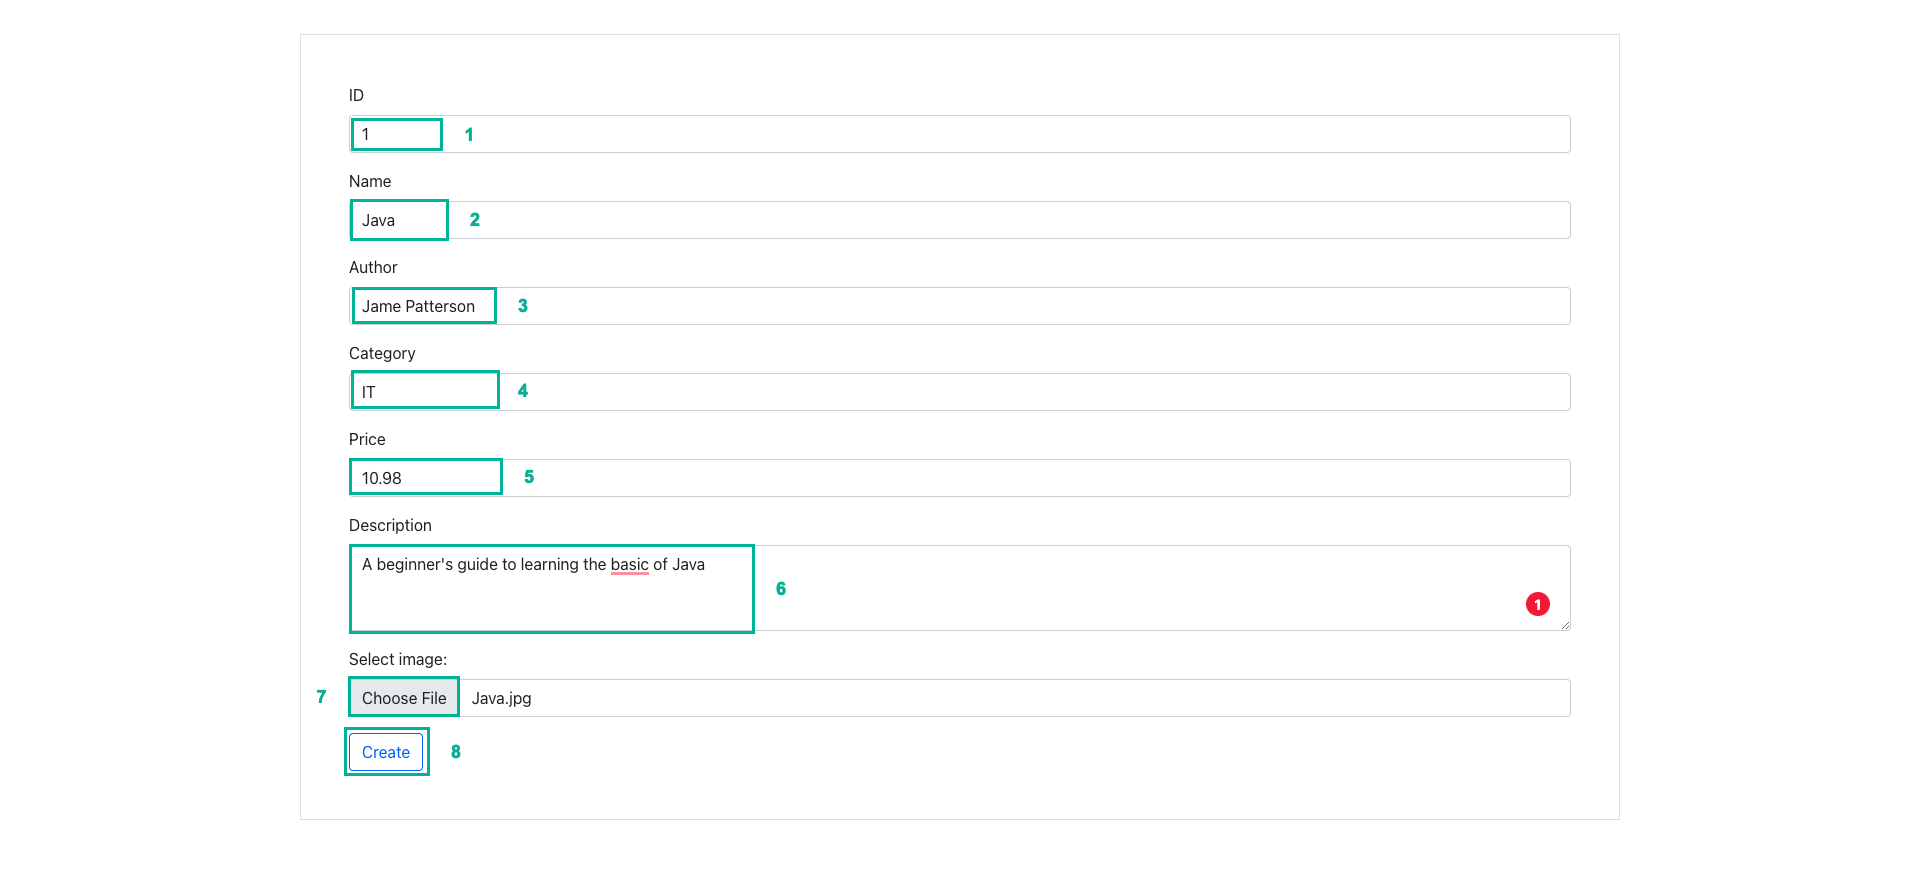 ID
1 1
Name
Java 2
Author
Jame Patterson 3
Category
IT 4
Price
10.98 5
Description
A beginner's guide to learning the basic of Java
6
1
Select image:
7 Choose File Java.jpg
Create 8